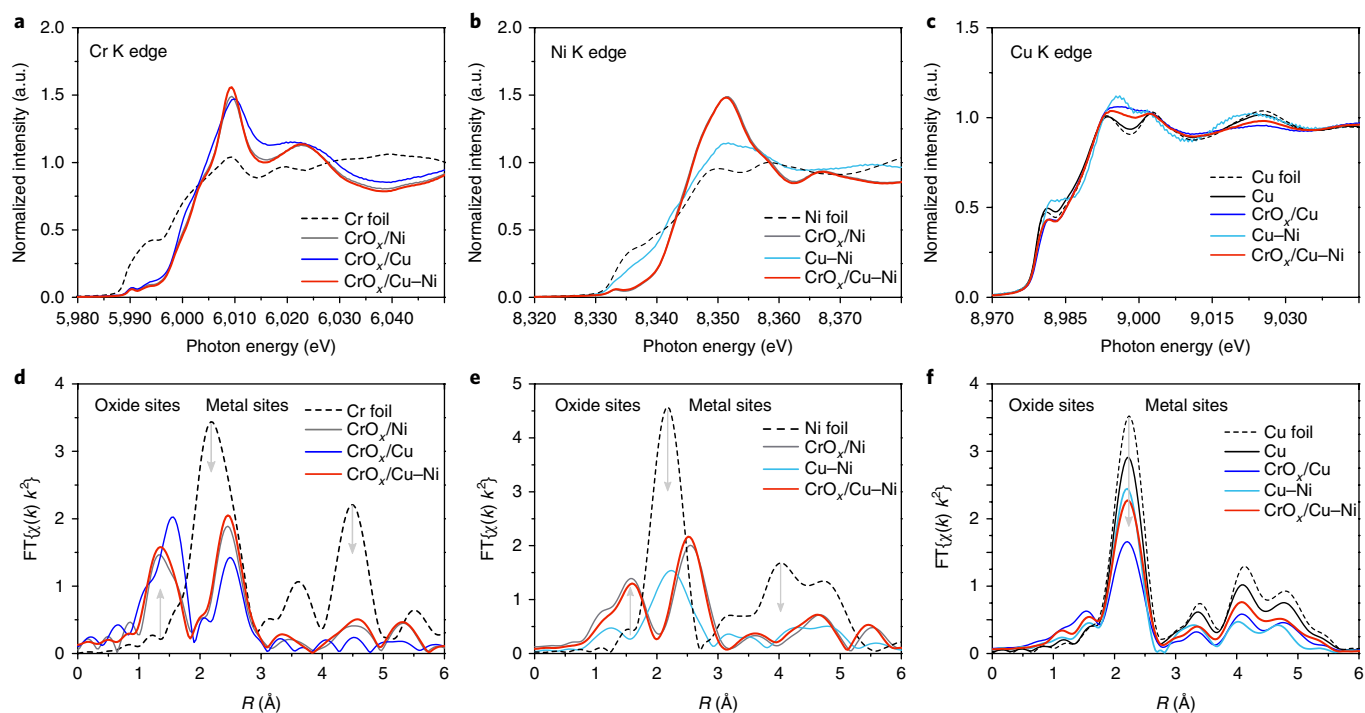 a
2.0
1.5
1.0
0.5
0.0
Normalized intensity (a.u.)
Cr K edge
Cr foil
CrOx/Ni
CrOx/Cu
CrOx/Cu–Ni
5,980 5,990 6,000 6,010 6,020 6,030 6,040
Photon energy (eV)
b
2.0
1.5
1.0
0.5
0.0
Normalized intensity (a.u.)
Ni K edge
Ni foil
CrOx/Ni
Cu–Ni
CrOx/Cu–Ni
8,320 8,330 8,340 8,350 8,360 8,370
Photon energy (eV)
c
1.5
1.0
0.5
0.0
Normalized intensity (a.u.)
Cu K edge
Cu foil
Cu
CrOx/Cu
Cu–Ni
CrOx/Cu–Ni
8,970 8,985 9,000 9,015 9,030
Photon energy (eV)
d
4
3
2
1
0
FT{χ(k) k²}
Oxide sites Metal sites
Cr foil
CrOx/Ni
CrOx/Cu
CrOx/Cu–Ni
0 1 2 3 4 5 6
R (Å)
e
5
4
3
2
1
0
FT{χ(k) k²}
Oxide sites Metal sites
Ni foil
CrOx/Ni
Cu–Ni
CrOx/Cu–Ni
0 1 2 3 4 5 6
R (Å)
f
4
3
2
1
0
FT{χ(k) k²}
Oxide sites Metal sites
Cu foil
Cu
CrOx/Cu
Cu–Ni
CrOx/Cu–Ni
0 1 2 3 4 5 6
R (Å)